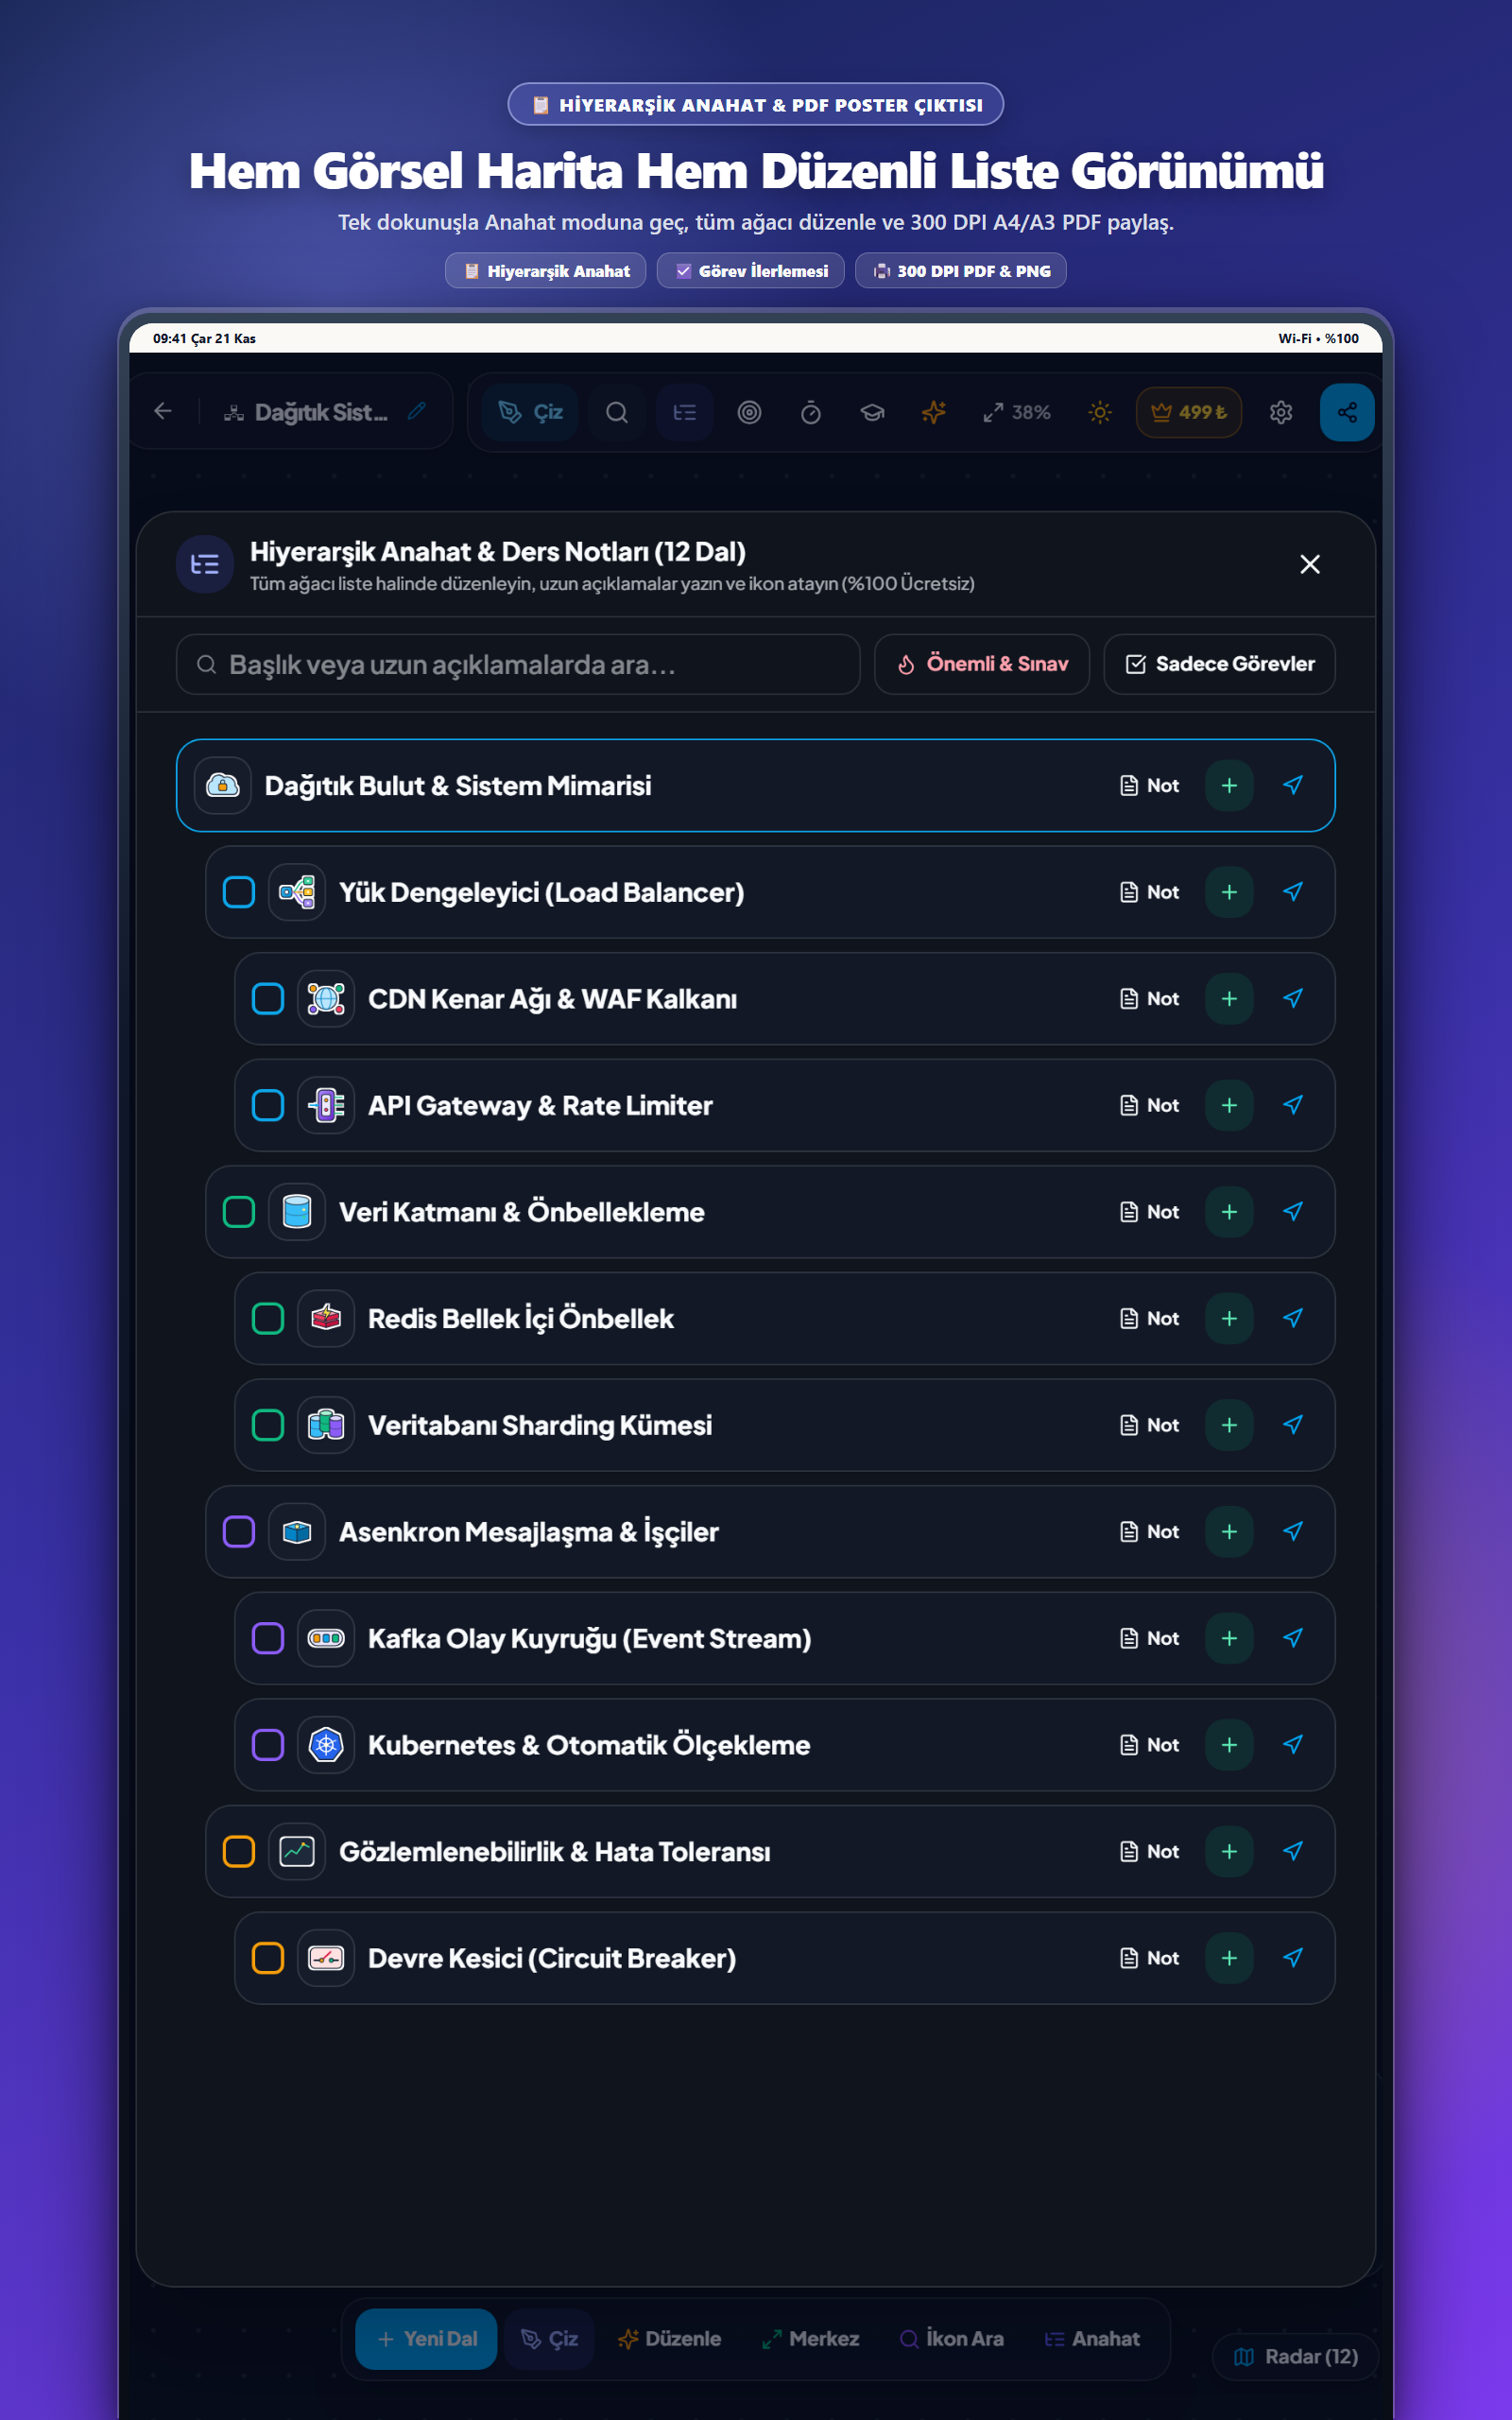 HİYERARŞİK ANAHAT & PDF POSTER ÇIKTISI
Hem Görsel Harita Hem Düzenli Liste Görünümü
Tek dokunuşla Anahat moduna geç, tüm ağacı düzenle ve 300 DPI A4/A3 PDF paylaş.
Hiyerarşik Anahat Görev İlerlemesi 300 DPI PDF & PNG
09:41 Çar 21 Kas Wi-Fi • %100
Dağıtık Sist... Çiz 38% 499 ₺
Hiyerarşik Anahat & Ders Notları (12 Dal)
Tüm ağacı liste halinde düzenleyin, uzun açıklamalar yazın ve ikon atayın (%100 Ücretsiz)
Başlık veya uzun açıklamalarda ara... Önemli & Sınav Sadece Görevler
Dağıtık Bulut & Sistem Mimarisi Not
Yük Dengeleyici (Load Balancer) Not
CDN Kenar Ağı & WAF Kalkanı Not
API Gateway & Rate Limiter Not
Veri Katmanı & Önbellekleme Not
Redis Bellek İçi Önbellek Not
Veritabanı Sharding Kümesi Not
Asenkron Mesajlaşma & İşçiler Not
Kafka Olay Kuyruğu (Event Stream) Not
Kubernetes & Otomatik Ölçekleme Not
Gözlemlenebilirlik & Hata Toleransı Not
Devre Kesici (Circuit Breaker) Not
Yeni Dal Çiz Düzenle Merkez İkon Ara Anahat
Radar (12)